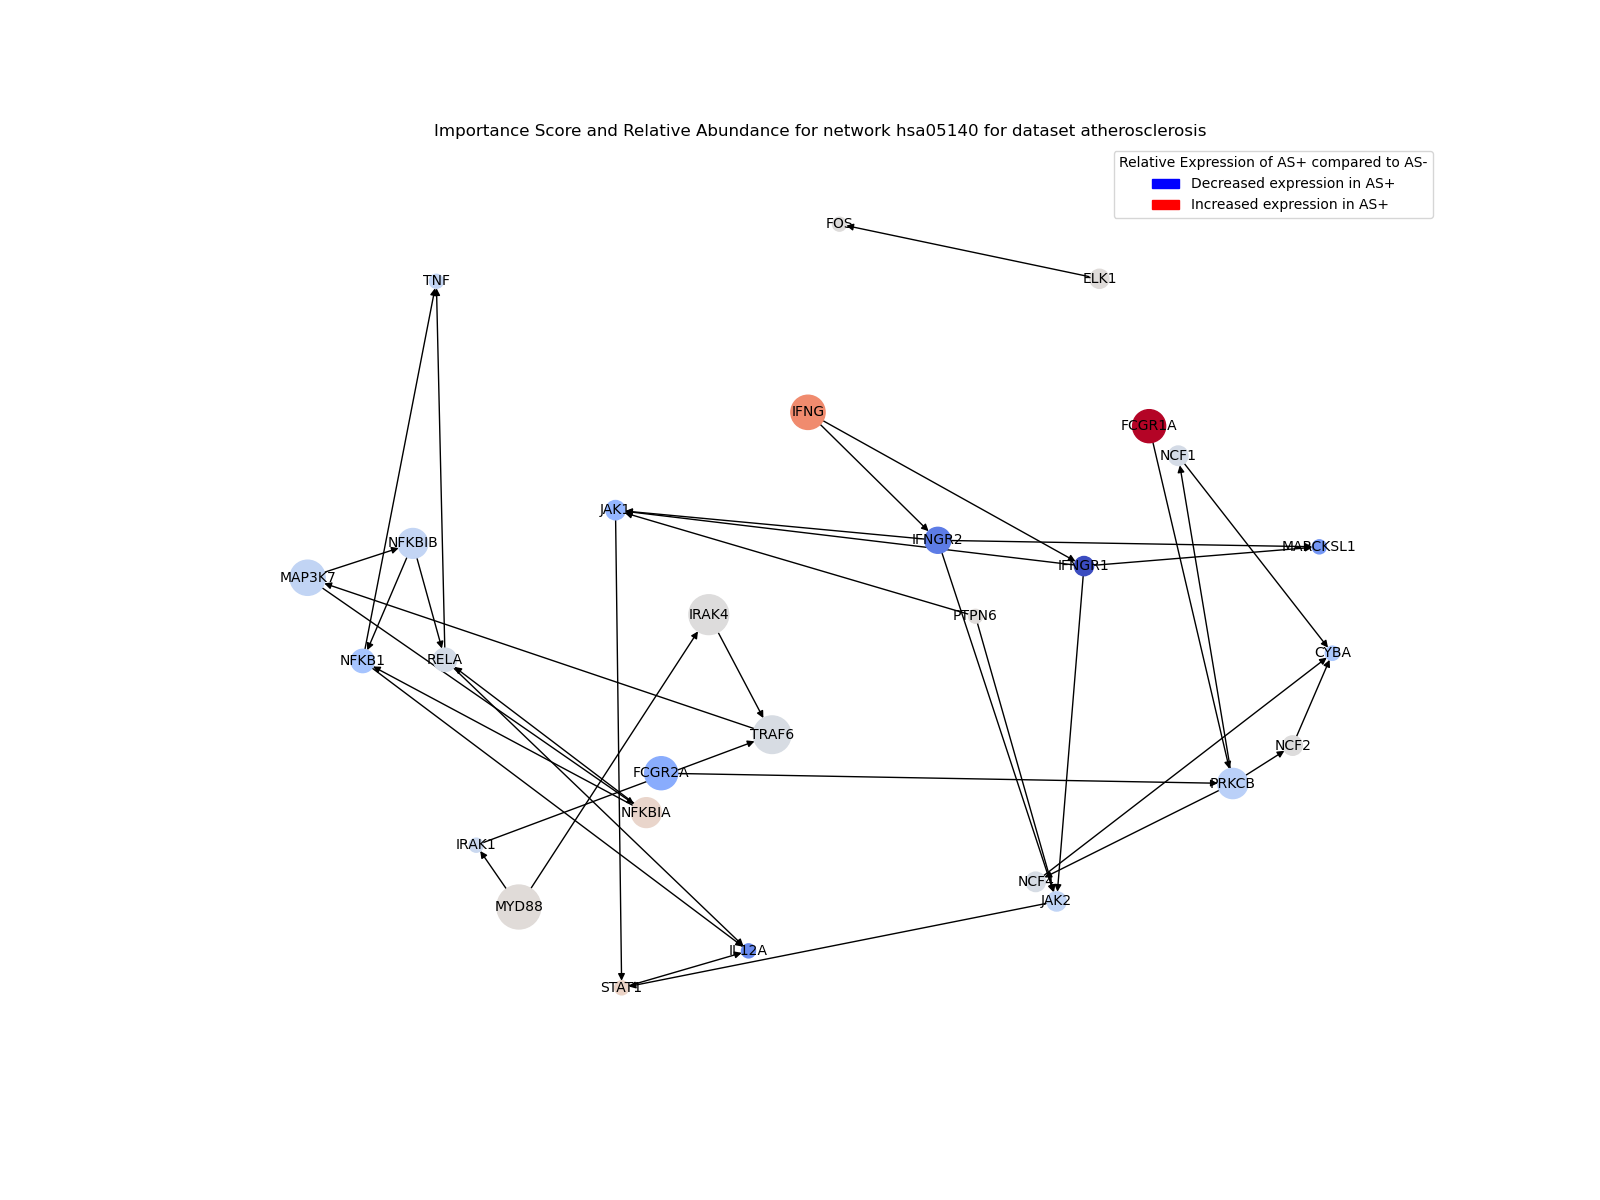 Importance Score and Relative Abundance for network hsa05140 for dataset atherosclerosis
Relative Expression of AS+ compared to AS-
Decreased expression in AS+
Increased expression in AS+
FOS
ELK1
TNF
IFNG
FCGR1A
NCF1
JAK1
IFNGR2
NFKBIB
MARCKSL1
IFNGR1
MAP3K7
IRAK4
PTPN6
CYBA
NFKB1
RELA
TRAF6
NCF2
FCGR2A
PRKCB
NFKBIA
IRAK1
NCF4
JAK2
MYD88
IL12A
STAT1